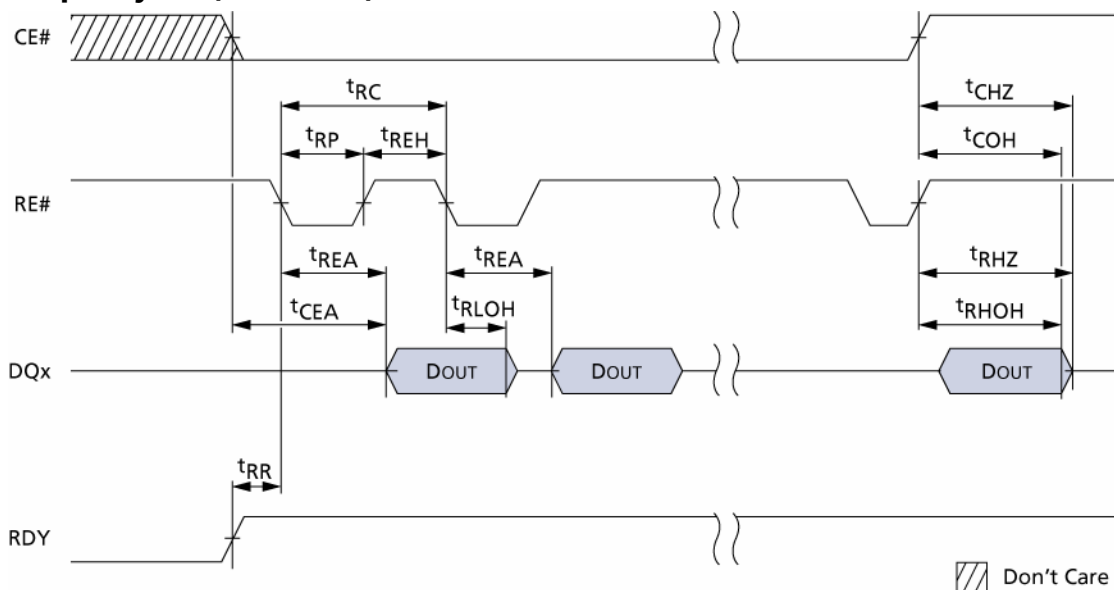 CE#
tRC
tCHZ
tRP
tREH
tCOH
RE#
tREA
tREA
tRHZ
tCEA
tRLOH
tRHOH
DQx
DOUT
DOUT
DOUT
tRR
RDY
Don't Care